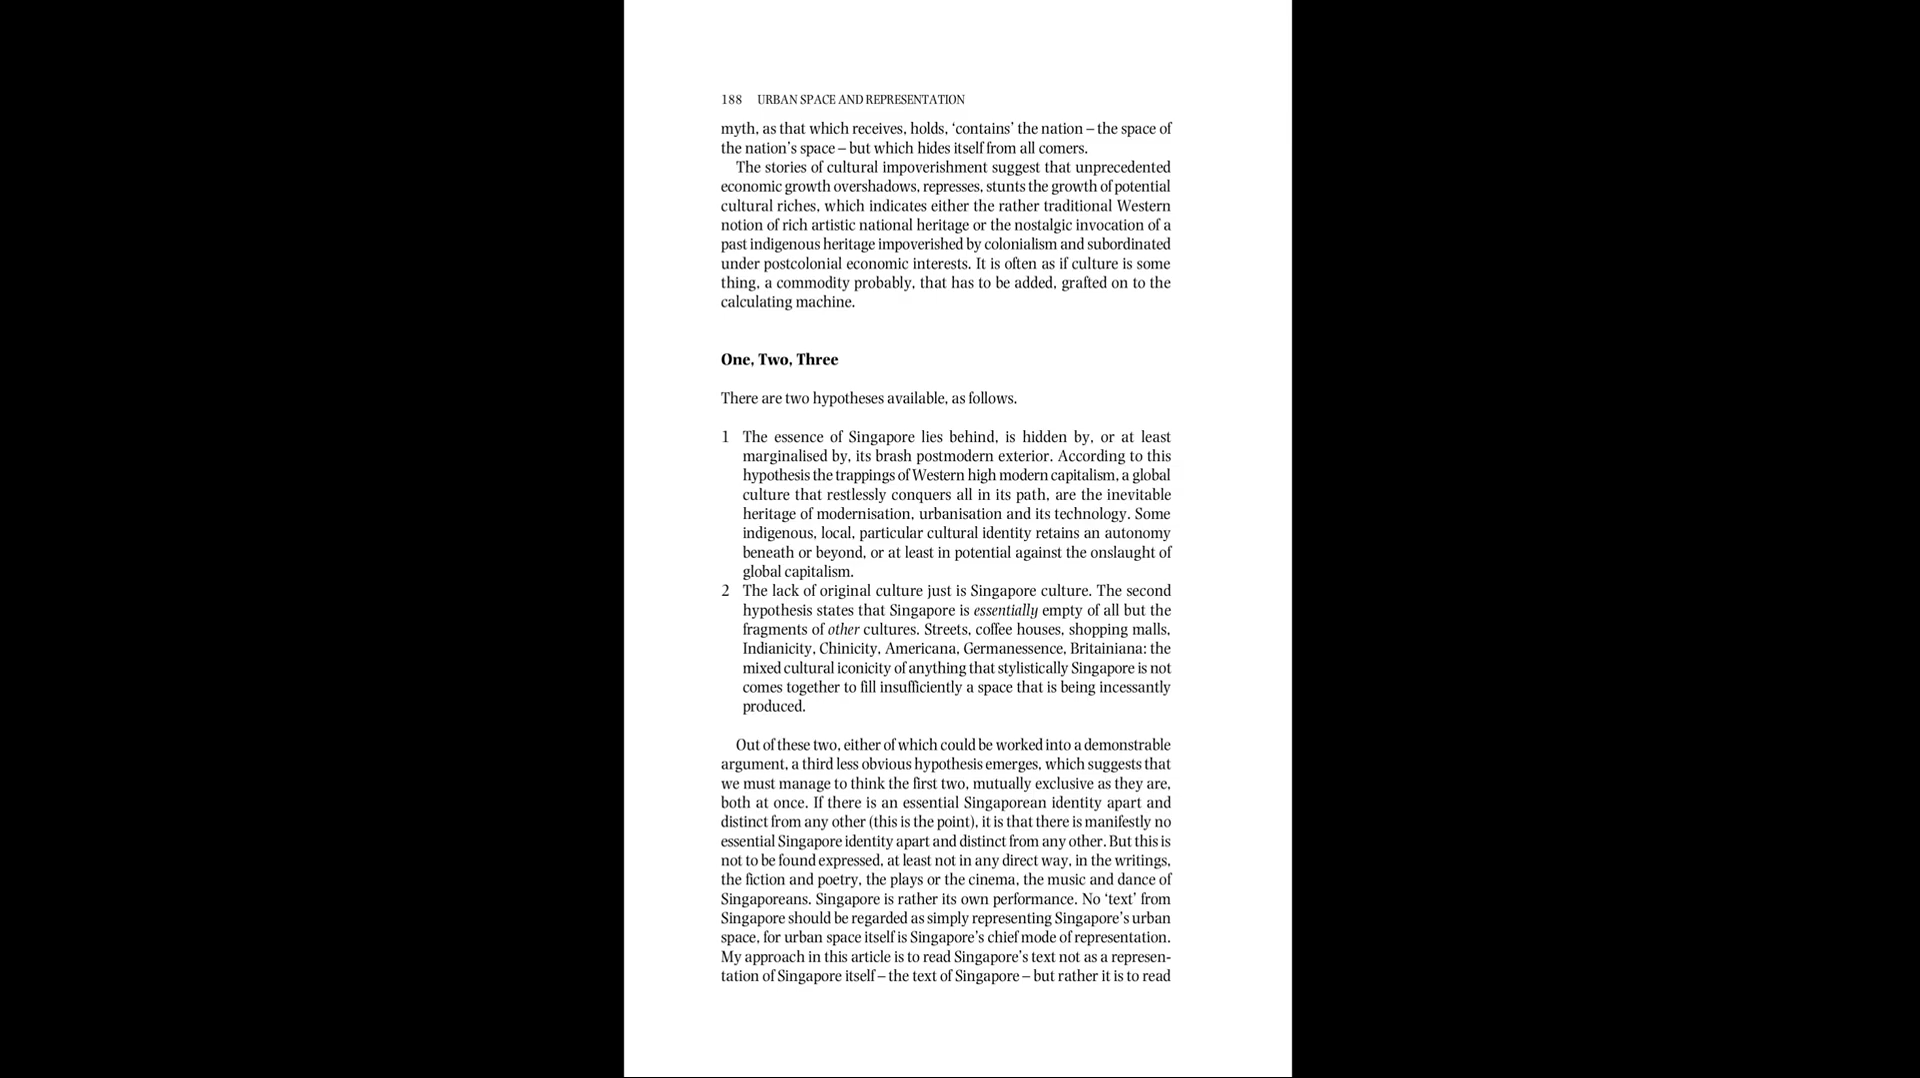 188 URBAN SPACE AND REPRESENTATION
myth, as that which receives, holds, ‘contains’ the nation – the space of
the nation’s space – but which hides itself from all comers.
The stories of cultural impoverishment suggest that unprecedented
economic growth overshadows, represses, stunts the growth of potential
cultural riches, which indicates either the rather traditional Western
notion of rich artistic national heritage or the nostalgic invocation of a
past indigenous heritage impoverished by colonialism and subordinated
under postcolonial economic interests. It is often as if culture is some
thing, a commodity probably, that has to be added, grafted on to the
calculating machine.
One, Two, Three
There are two hypotheses available, as follows.
1 The essence of Singapore lies behind, is hidden by, or at least
marginalised by, its brash postmodern exterior. According to this
hypothesis the trappings of Western high modern capitalism, a global
culture that restlessly conquers all in its path, are the inevitable
heritage of modernisation, urbanisation and its technology. Some
indigenous, local, particular cultural identity retains an autonomy
beneath or beyond, or at least in potential against the onslaught of
global capitalism.
2 The lack of original culture just is Singapore culture. The second
hypothesis states that Singapore is essentially empty of all but the
fragments of other cultures. Streets, coffee houses, shopping malls,
Indianicity, Chinicity, Americana, Germanessence, Britainiana: the
mixed cultural iconicity of anything that stylistically Singapore is not
comes together to fill insufficiently a space that is being incessantly
produced.
Out of these two, either of which could be worked into a demonstrable
argument, a third less obvious hypothesis emerges, which suggests that
we must manage to think the first two, mutually exclusive as they are,
both at once. If there is an essential Singaporean identity apart and
distinct from any other (this is the point), it is that there is manifestly no
essential Singapore identity apart and distinct from any other. But this is
not to be found expressed, at least not in any direct way, in the writings,
the fiction and poetry, the plays or the cinema, the music and dance of
Singaporeans. Singapore is rather its own performance. No ‘text’ from
Singapore should be regarded as simply representing Singapore’s urban
space, for urban space itself is Singapore’s chief mode of representation.
My approach in this article is to read Singapore’s text not as a represen-
tation of Singapore itself – the text of Singapore – but rather it is to read